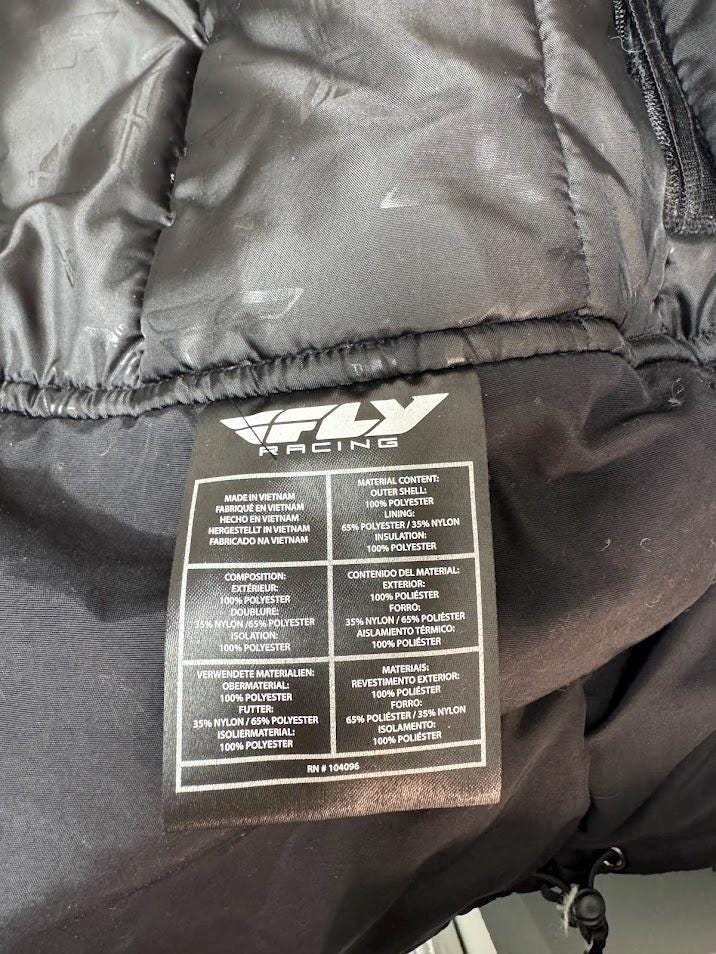 FLY
RACING
MADE IN VIETNAM
FABRIQUÉ EN VIETNAM
HECHO EN VIETNAM
HERGESTELLT IN VIETNAM
FABRICADO NA VIETNAM
MATERIAL CONTENT:
OUTER SHELL:
100% POLYESTER
LINING:
65% POLYESTER / 35% NYLON
INSULATION:
100% POLYESTER
COMPOSITION:
EXTÉRIEUR:
100% POLYESTER
DOUBLURE:
35% NYLON /65% POLYESTER
ISOLATION:
100% POLYESTER
CONTENIDO DEL MATERIAL:
EXTERIOR:
100% POLIÉSTER
FORRO:
35% NYLON / 65% POLIÉSTER
AISLAMIENTO TÉRMICO:
100% POLIÉSTER
VERWENDETE MATERIALIEN:
OBERMATERIAL:
100% POLYESTER
FUTTER:
35% NYLON / 65% POLYESTER
ISOLIERMATERIAL:
100% POLYESTER
MATERIAIS:
REVESTIMENTO EXTERIOR:
100% POLIÉSTER
FORRO:
65% POLIÉSTER / 35% NYLON
ISOLAMENTO:
100% POLIÉSTER
RN # 104096